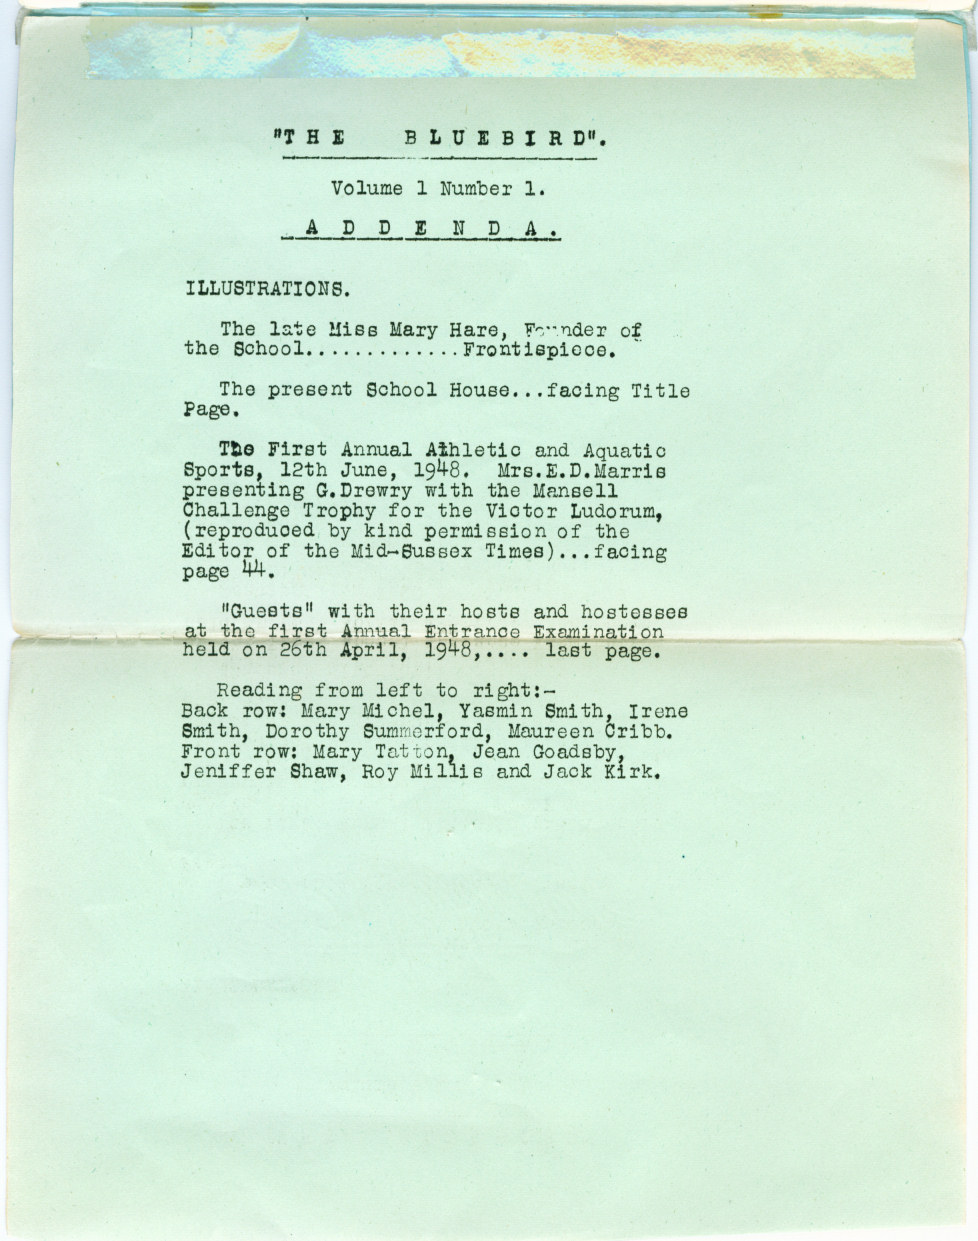 "THE BLUEBIRD".
Volume 1 Number 1.
ADDENDA.
ILLUSTRATIONS.
The late Miss Mary Hare, Founder of
the School.............Frontispiece.
The present School House...facing Title
Page.
The First Annual Athletic and Aquatic
Sports, 12th June, 1948. Mrs.E.D.Marris
presenting G.Drewry with the Mansell
Challenge Trophy for the Victor Ludorum,
(reproduced by kind permission of the
Editor of the Mid-Sussex Times)...facing
page 44.
"Guests" with their hosts and hostesses
at the first Annual Entrance Examination
held on 26th April, 1948,.... last page.
Reading from left to right:-
Back row: Mary Michel, Yasmin Smith, Irene
Smith, Dorothy Summerford, Maureen Cribb.
Front row: Mary Tatton, Jean Goadsby,
Jeniffer Shaw, Roy Millis and Jack Kirk.